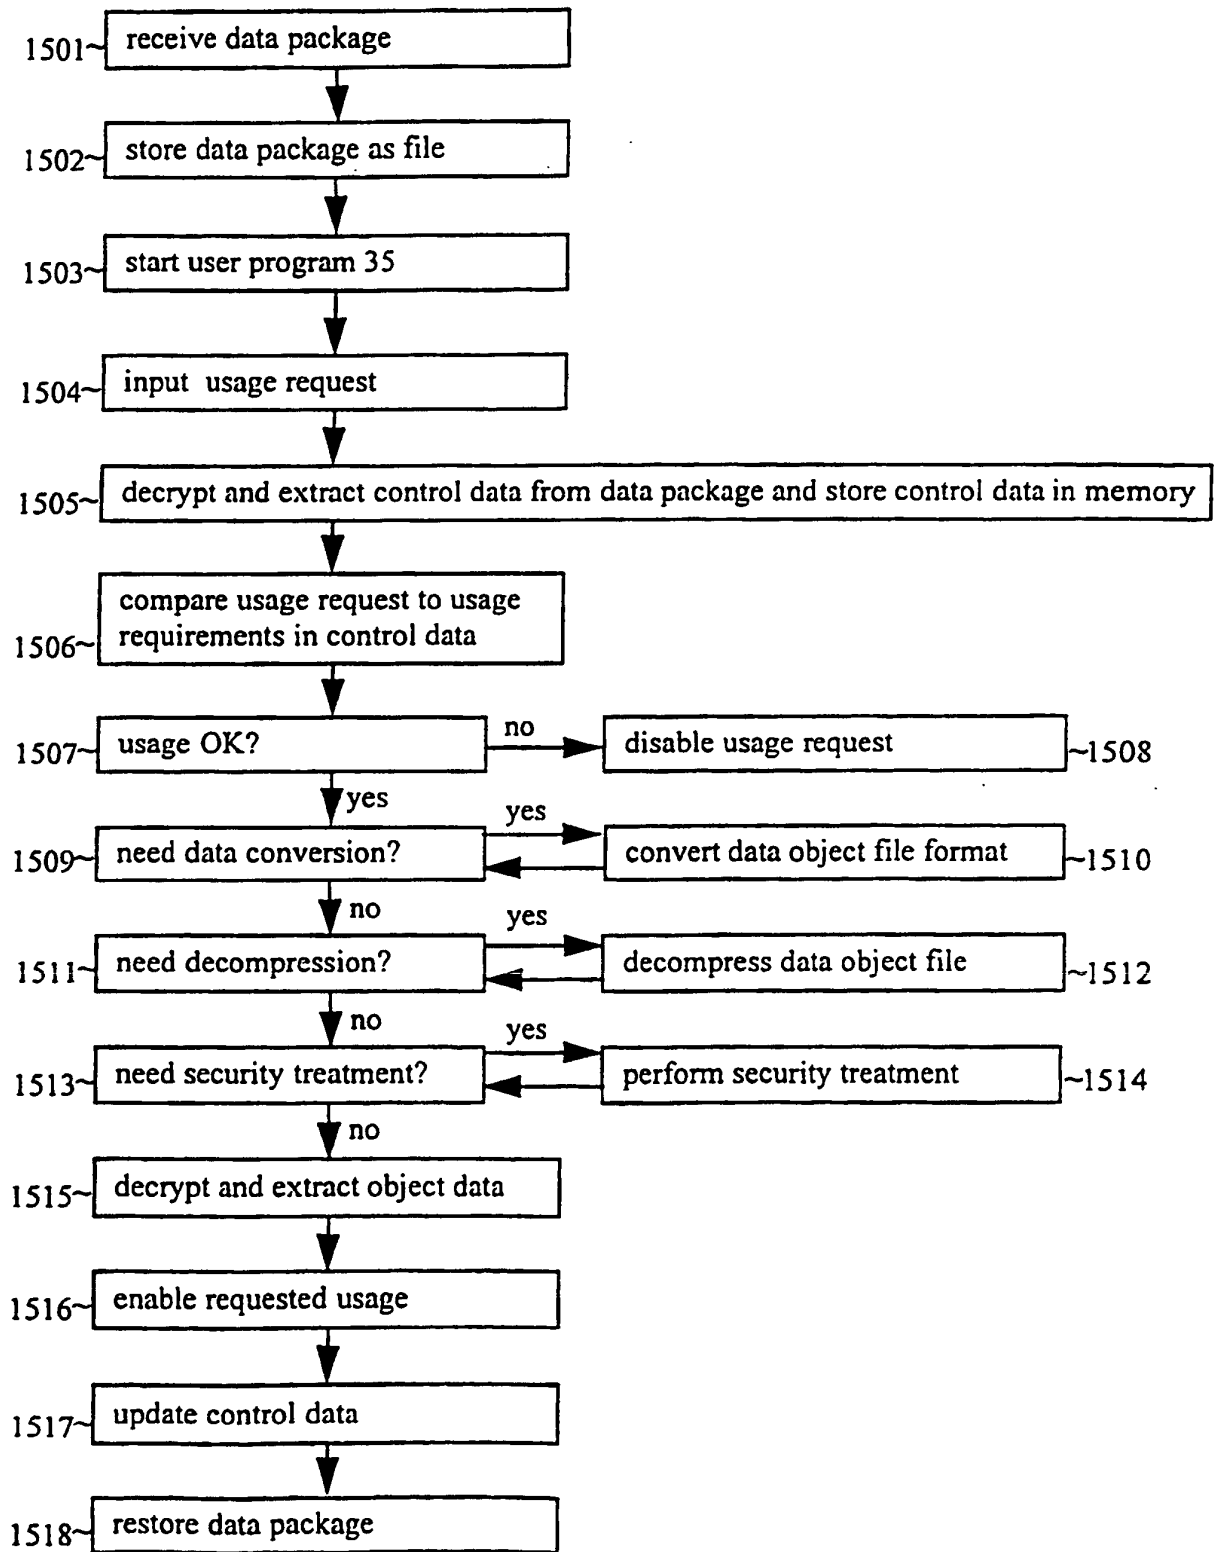 1501~ receive data package
1502~ store data package as file
1503~ start user program 35
1504~ input usage request
1505~ decrypt and extract control data from data package and store control data in memory
compare usage request to usage
1506~ requirements in control data
1507~ usage OK? no disable usage request ~1508
yes
yes
1509~ need data conversion? convert data object file format ~1510
no
yes
1511~ need decompression? decompress data object file ~1512
no
yes
1513~ need security treatment? perform security treatment ~1514
no
1515~ decrypt and extract object data
1516~ enable requested usage
1517~ update control data
1518~ restore data package